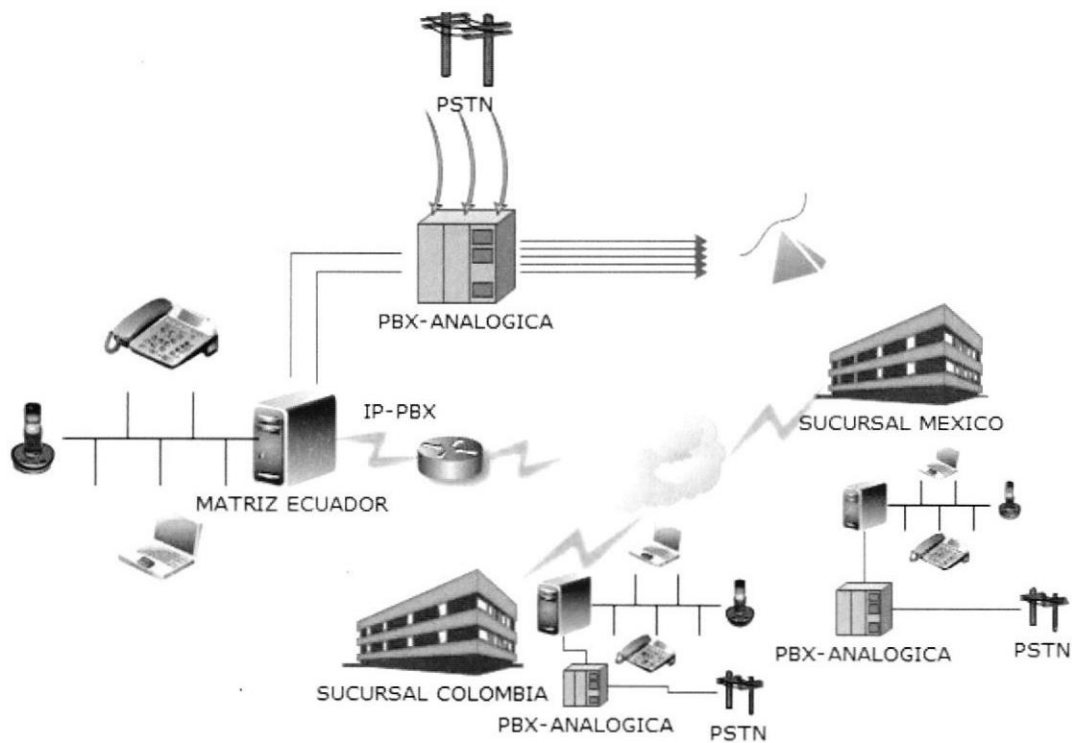 PSTN
PBX-ANALOGICA
IP-PBX
MATRIZ ECUADOR
SUCURSAL MEXICO
SUCURSAL COLOMBIA
PBX-ANALOGICA
PSTN
PBX-ANALOGICA
PSTN